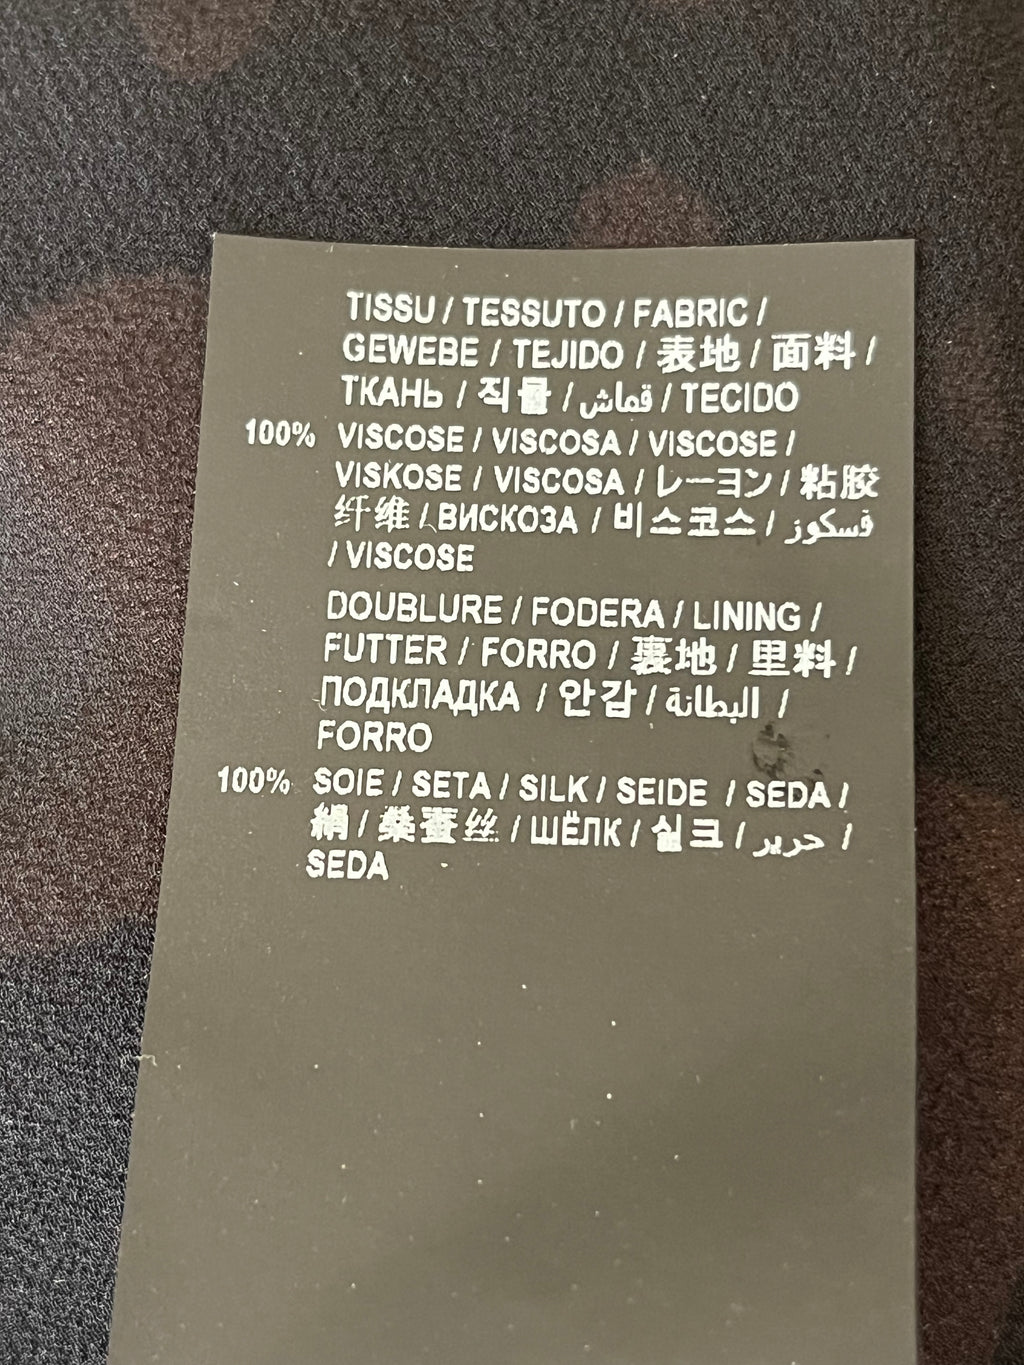 TISSU / TESSUTO / FABRIC /
GEWEBE / TEJIDO / 表地 / 面料 /
ТКАНЬ / 직물 / قماش / TECIDO
100% VISCOSE / VISCOSA / VISCOSE /
VISKOSE / VISCOSA / レーヨン / 粘胶
纤维 / ВИСКОЗА / 비스코스 / فسكوز
/ VISCOSE
DOUBLURE / FODERA / LINING /
FUTTER / FORRO / 裏地 / 里料 /
ПОДКЛАДКА / 안감 / البطانة /
FORRO
100% SOIE / SETA / SILK / SEIDE / SEDA /
絹 / 桑蚕丝 / ШЁЛК / 실크 / حرير /
SEDA